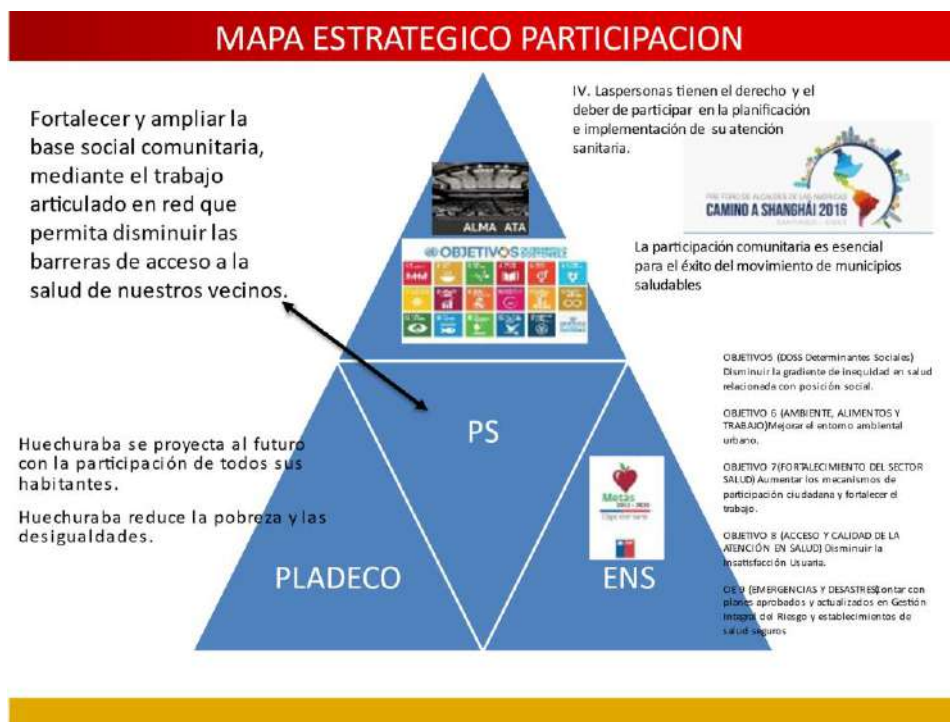 MAPA ESTRATEGICO PARTICIPACION
Fortalecer y ampliar la
base social comunitaria,
mediante el trabajo
articulado en red que
permita disminuir las
barreras de acceso a la
salud de nuestros vecinos.
IV. Laspersonas tienen el derecho y el
deber de participar en la planificación
e implementación de su atención
sanitaria.
CAMINO A SHANGHÁI 2016
La participación comunitaria es esencial
para el éxito del movimiento de municipios
saludables
ALMA ATA
OBJETIVOS
PS
Huechuraba se proyecta al futuro
con la participación de todos sus
habitantes.
Huechuraba reduce la pobreza y las
desigualdades.
PLADECO
Metas
ENS
OBJETIVO5 (DDSS Determinantes Sociales)
Disminuir la gradiente de inequidad en salud
relacionada con posición social.
OBJETIVO 6 (AMBIENTE, ALIMENTOS Y
TRABAJO)Mejorar el entorno ambiental
urbano.
OBJETIVO 7(FORTALECIMIENTO DEL SECTOR
SALUD) Aumentar los mecanismos de
participación ciudadana y fortalecer el
trabajo.
OBJETIVO 8 (ACCESO Y CALIDAD DE LA
ATENCIÓN EN SALUD) Disminuir la
Insatisfacción Usuaria.
OE 9 (EMERGENCIAS Y DESASTRES)Contar con
planes aprobados y actualizados en Gestión
Integral del Riesgo y establecimientos de
salud seguros